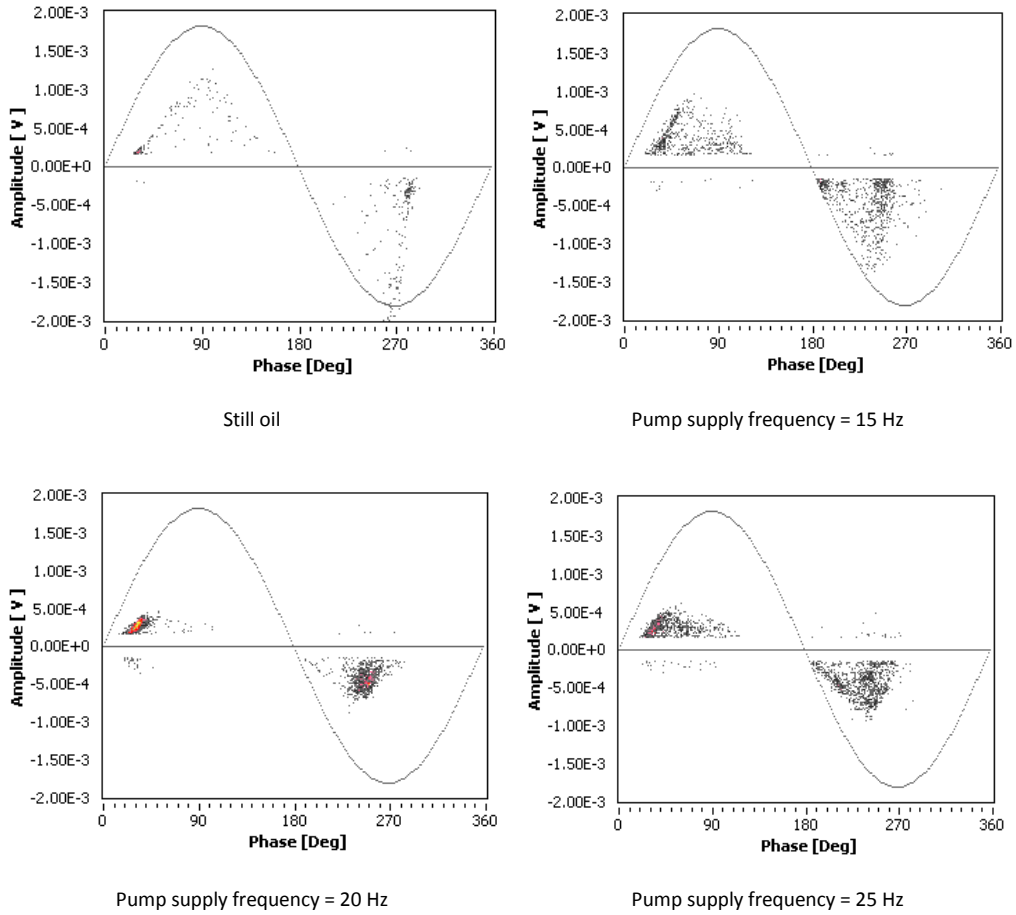 2.00E-3
1.50E-3
1.00E-3
5.00E-4
0.00E+0
-5.00E-4
-1.00E-3
-1.50E-3
-2.00E-3
Amplitude [ V ]
0 90 180 270 360
Phase [Deg]
Still oil
2.00E-3
1.50E-3
1.00E-3
5.00E-4
0.00E+0
-5.00E-4
-1.00E-3
-1.50E-3
-2.00E-3
Amplitude [ V ]
0 90 180 270 360
Phase [Deg]
Pump supply frequency = 15 Hz
2.00E-3
1.50E-3
1.00E-3
5.00E-4
0.00E+0
-5.00E-4
-1.00E-3
-1.50E-3
-2.00E-3
Amplitude [ V ]
0 90 180 270 360
Phase [Deg]
Pump supply frequency = 20 Hz
2.00E-3
1.50E-3
1.00E-3
5.00E-4
0.00E+0
-5.00E-4
-1.00E-3
-1.50E-3
-2.00E-3
Amplitude [ V ]
0 90 180 270 360
Phase [Deg]
Pump supply frequency = 25 Hz